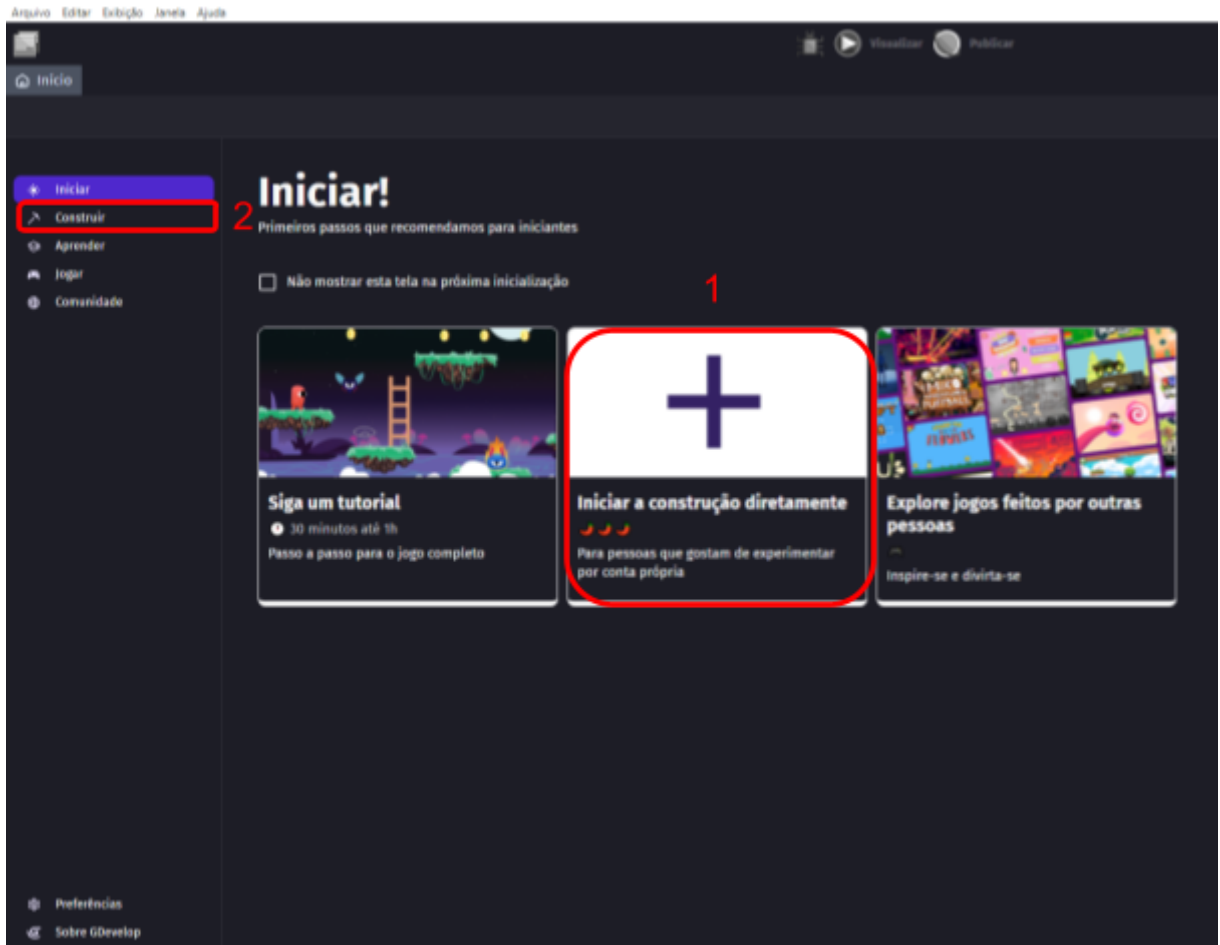 Arquivo Editar Exibição Janela Ajuda
Visualizar Publicar
Início
Iniciar
Construir
Aprender
Jogar
Comunidade
2
Iniciar!
Primeiros passos que recomendamos para iniciantes
Não mostrar esta tela na próxima inicialização
1
Siga um tutorial
30 minutos até 1h
Passo a passo para o jogo completo
Iniciar a construção diretamente
Para pessoas que gostam de experimentar
por conta própria
Explore jogos feitos por outras
pessoas
Inspire-se e divirta-se
Preferências
Sobre GDevelop